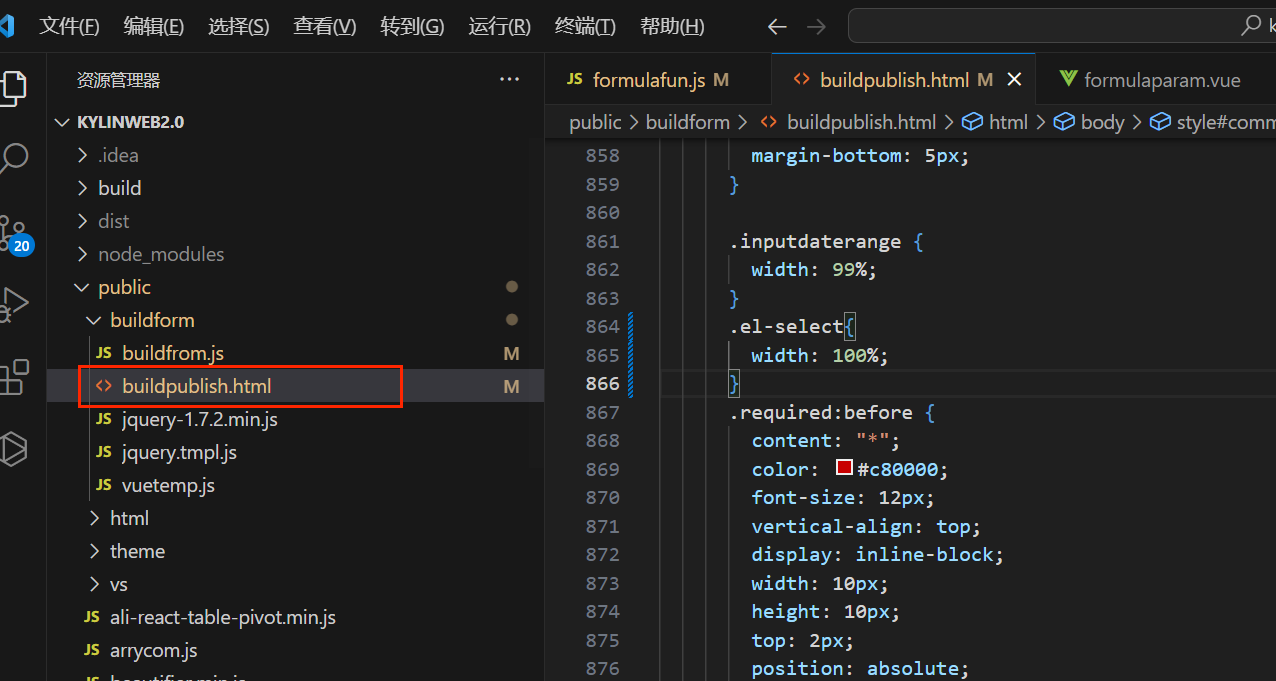 文件(F) 编辑(E) 选择(S) 查看(V) 转到(G) 运行(R) 终端(T) 帮助(H)
资源管理器
KYLINWEB2.0
.idea
build
dist
node_modules
public
buildform
JS buildfrom.js M
<> buildpublish.html M
JS jquery-1.7.2.min.js
JS jquery.tmpl.js
JS vuetemp.js
html
theme
vs
JS ali-react-table-pivot.min.js
JS arrycom.js
20
JS formulafun.js M <> buildpublish.html M formulaparam.vue
public > buildform > <> buildpublish.html > html > body > style#comm
858 margin-bottom: 5px;
859 }
860
861 .inputdaterange {
862 width: 99%;
863 }
864 .el-select{
865 width: 100%;
866 }
867 .required:before {
868 content: "*";
869 color: #c80000;
870 font-size: 12px;
871 vertical-align: top;
872 display: inline-block;
873 width: 10px;
874 height: 10px;
875 top: 2px;
876 position: absolute;